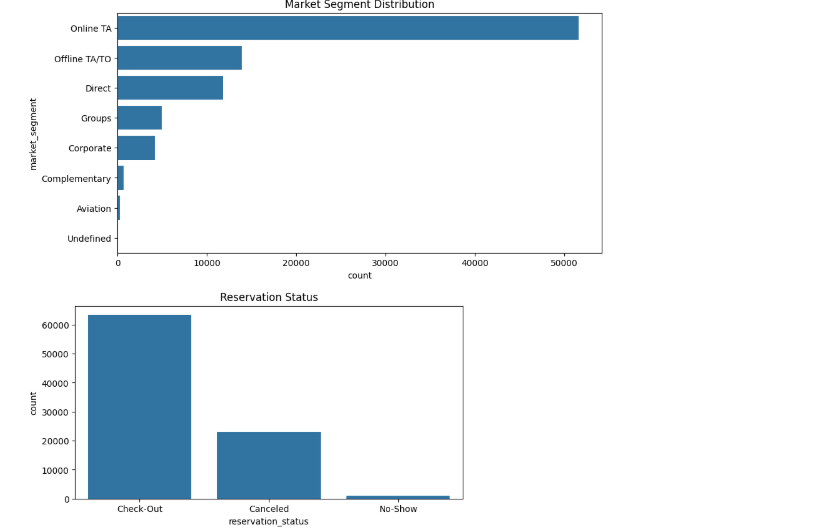 Market Segment Distribution
Online TA
Offline TA/TO
Direct
Groups
Corporate
Complementary
Aviation
Undefined
market_segment
0 10000 20000 30000 40000 50000
count
Reservation Status
60000
50000
40000
30000
20000
10000
0
count
Check-Out Canceled No-Show
reservation_status